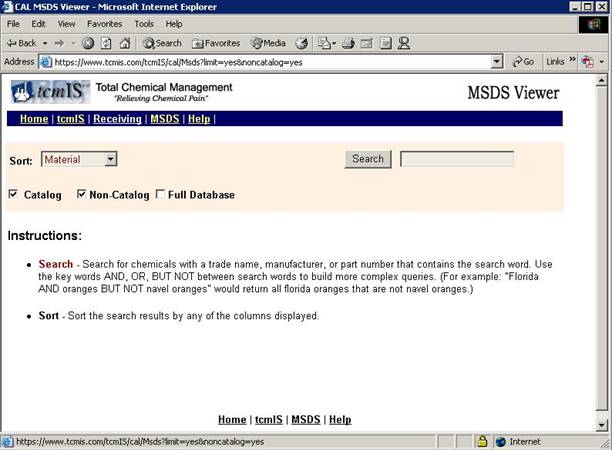 CAL MSDS Viewer - Microsoft Internet Explorer
File Edit View Favorites Tools Help
Back Search Favorites Media
Address https://www.tcmis.com/tcmIS/cal/Msds?limit=yes&noncatalog=yes Go Links »
tcmIS Total Chemical Management
"Relieving Chemical Pain"
MSDS Viewer
Home | tcmIS | Receiving | MSDS | Help |
Sort: Material Search
Catalog Non-Catalog Full Database
Instructions:
• Search - Search for chemicals with a trade name, manufacturer, or part number that contains the search word. Use
the key words AND, OR, BUT NOT between search words to build more complex queries. (For example: "Florida
AND oranges BUT NOT navel oranges" would return all florida oranges that are not navel oranges.)
• Sort - Sort the search results by any of the columns displayed.
Home | tcmIS | MSDS | Help
https://www.tcmis.com/tcmIS/cal/Msds?limit=yes&noncatalog=yes Internet